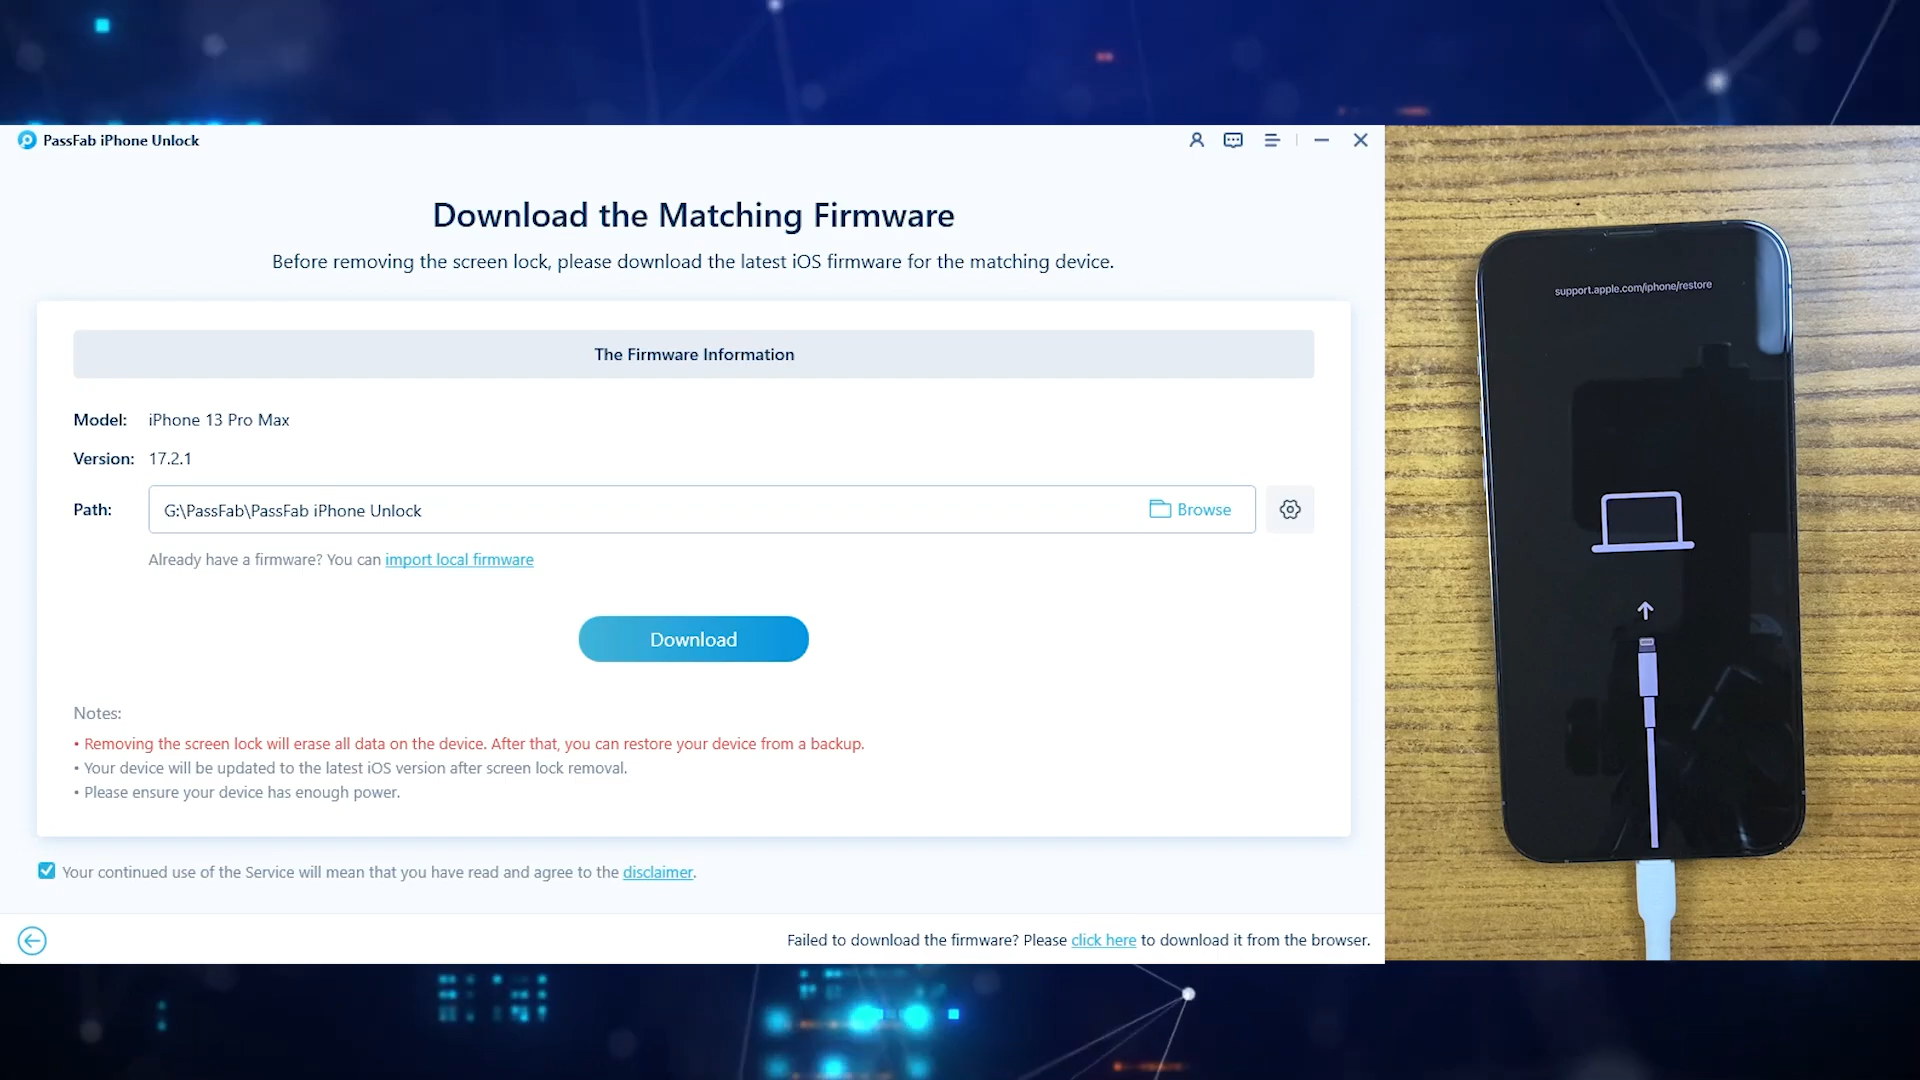 PassFab iPhone Unlock
Download the Matching Firmware
Before removing the screen lock, please download the latest iOS firmware for the matching device.
The Firmware Information
Model: iPhone 13 Pro Max
Version: 17.2.1
Path: G:\PassFab\PassFab iPhone Unlock Browse
Already have a firmware? You can import local firmware
Download
Notes:
• Removing the screen lock will erase all data on the device. After that, you can restore your device from a backup.
• Your device will be updated to the latest iOS version after screen lock removal.
• Please ensure your device has enough power.
Your continued use of the Service will mean that you have read and agree to the disclaimer.
Failed to download the firmware? Please click here to download it from the browser.
support.apple.com/iphone/restore